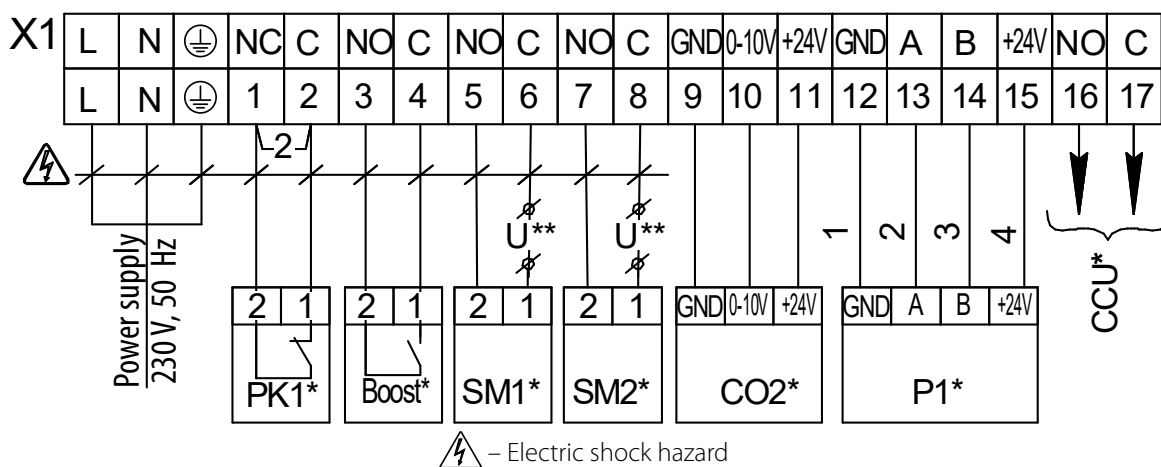 X1 L N NC C NO C NO C NO C GND 0-10V +24V GND A B +24V NO C
L N 1 2 3 4 5 6 7 8 9 10 11 12 13 14 15 16 17
2
U** U**
1 2 3 4
Power supply
230 V, 50 Hz
CCU*
2 1 2 1 2 1 2 1 GND 0-10V +24V GND A B +24V
PK1* Boost* SM1* SM2* CO2* P1*
– Electric shock hazard